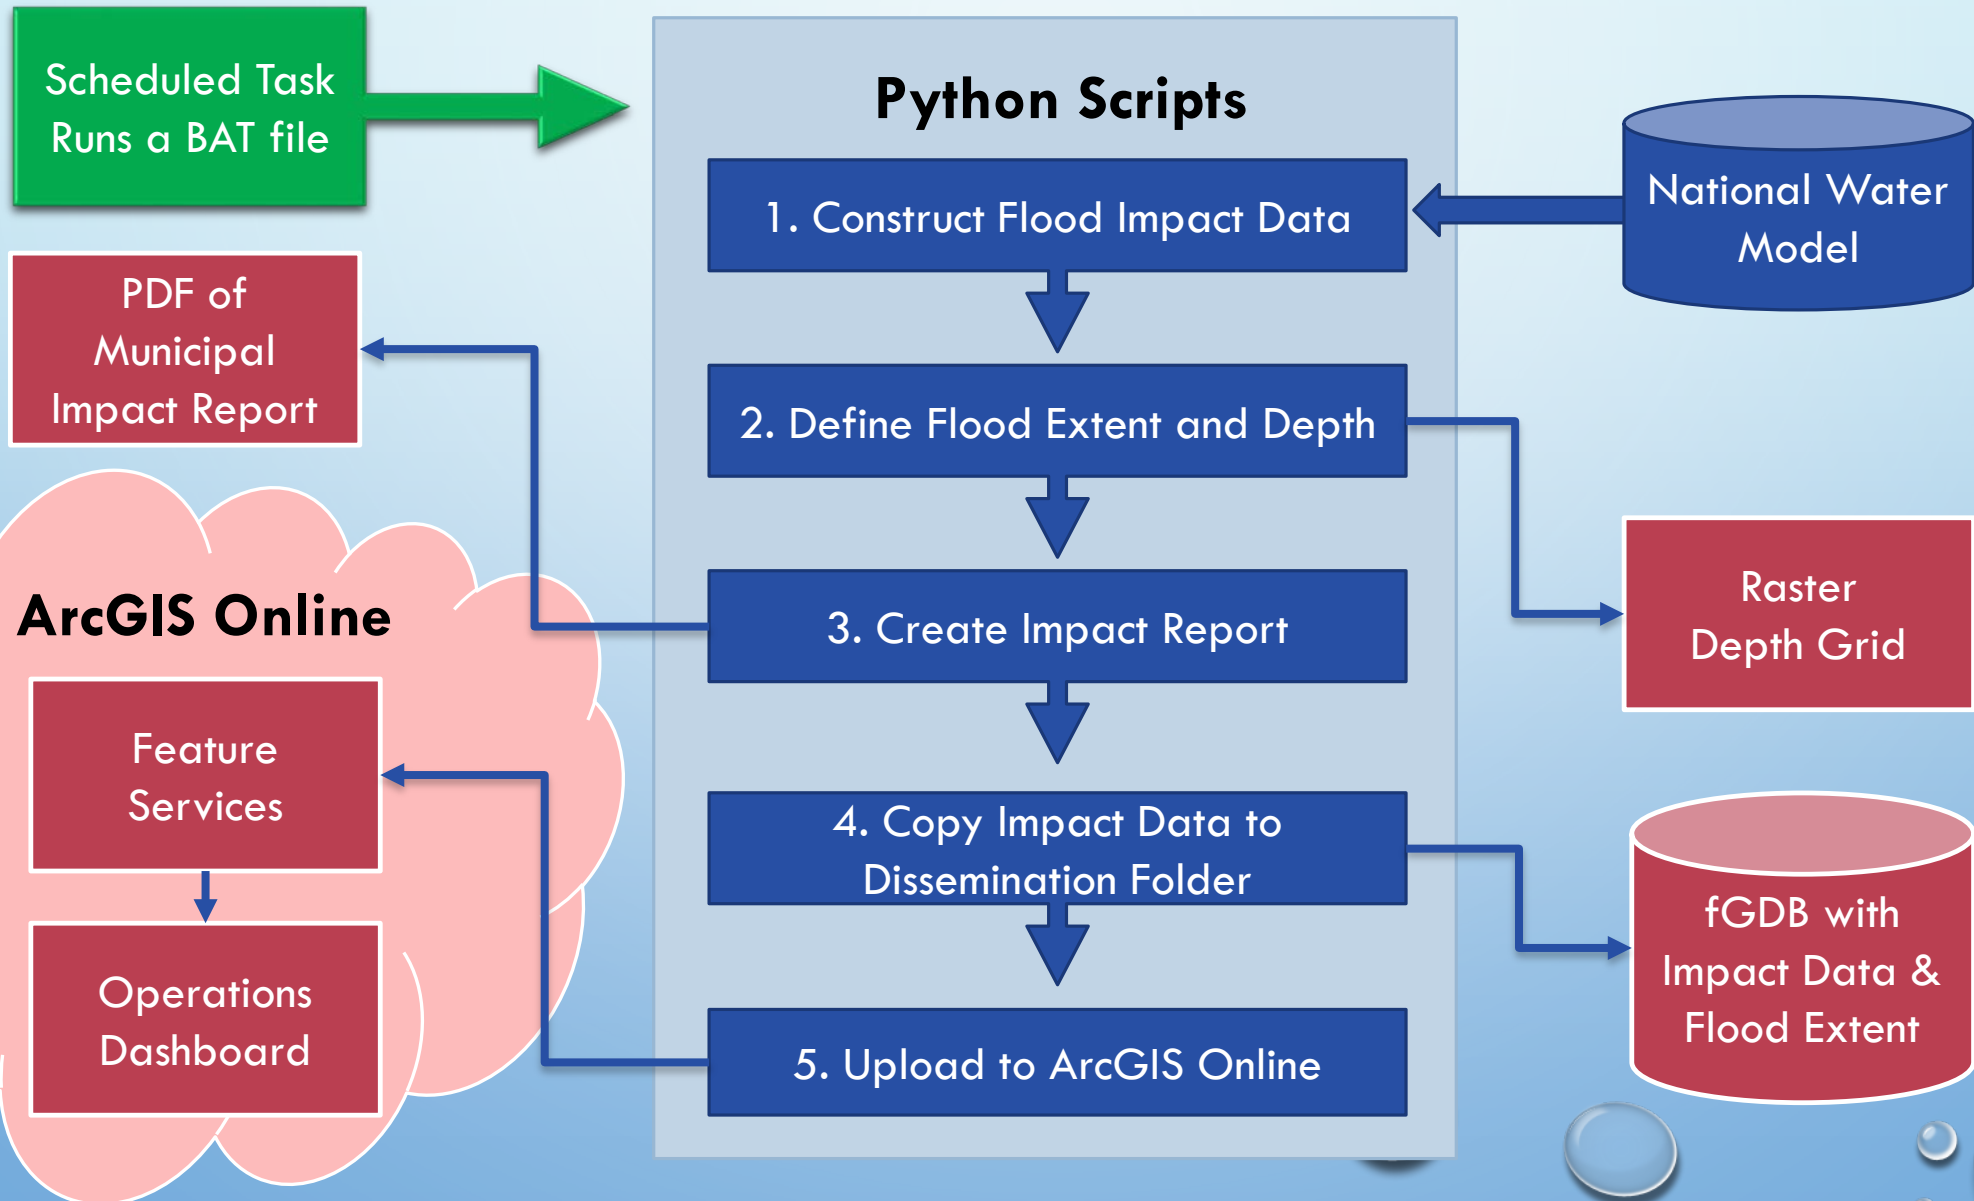 Scheduled Task
Runs a BAT file
Python Scripts
1. Construct Flood Impact Data
National Water
Model
PDF of
Municipal
Impact Report
2. Define Flood Extent and Depth
3. Create Impact Report
Raster
Depth Grid
ArcGIS Online
Feature
Services
4. Copy Impact Data to
Dissemination Folder
fGDB with
Impact Data &
Flood Extent
Operations
Dashboard
5. Upload to ArcGIS Online